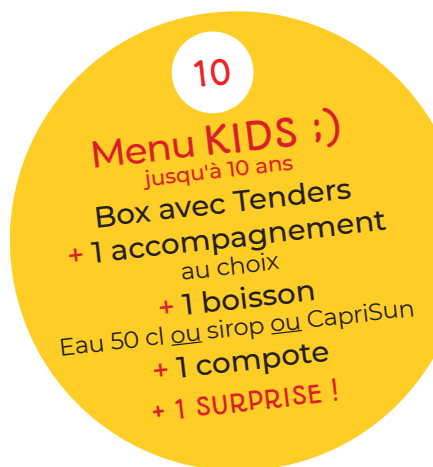 10
Menu KIDS ;)
jusqu'à 10 ans
Box avec Tenders
+ 1 accompagnement
au choix
+ 1 boisson
Eau 50 cl ou sirop ou CapriSun
+ 1 compote
+ 1 SURPRISE !